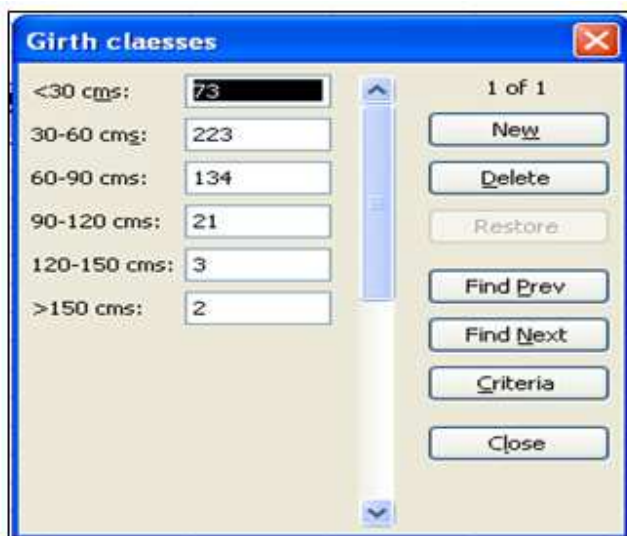 Girth claesses
<30 cms: 73
30-60 cms: 223
60-90 cms: 134
90-120 cms: 21
120-150 cms: 3
>150 cms: 2
1 of 1
New
Delete
Restore
Find Prev
Find Next
Criteria
Close